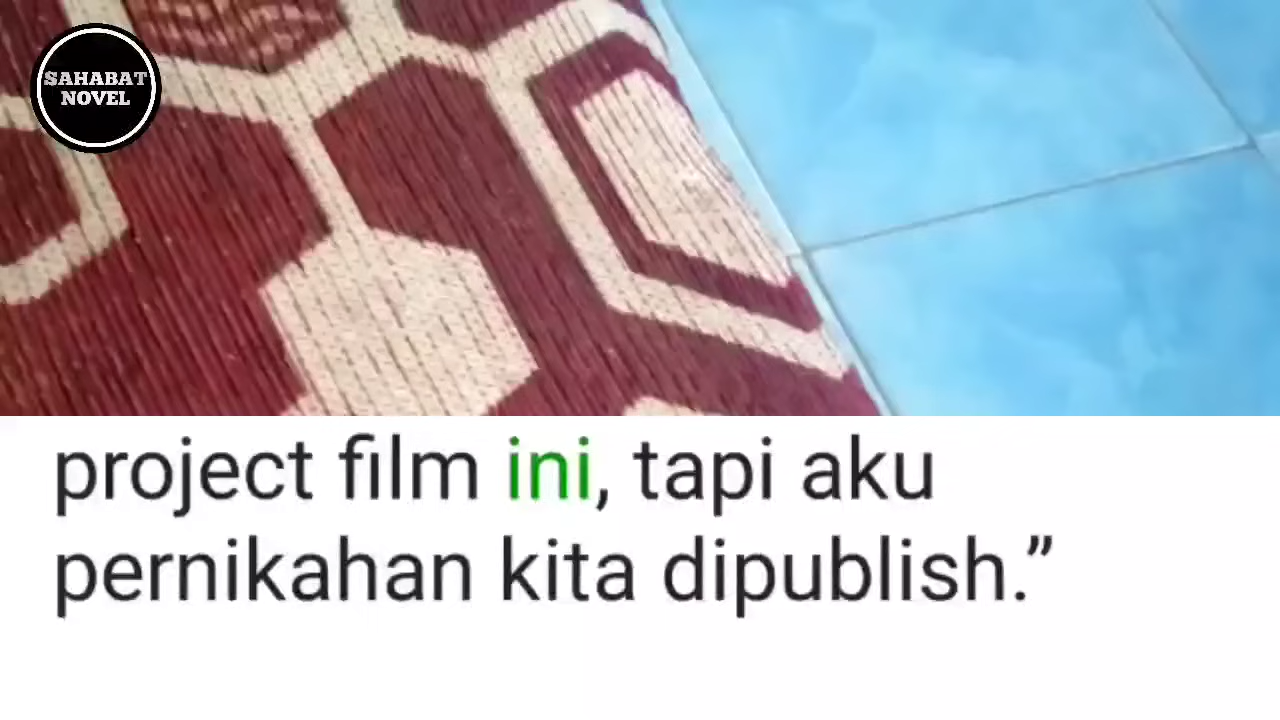 SAHABAT
NOVEL
project film ini, tapi aku
pernikahan kita dipublish.”